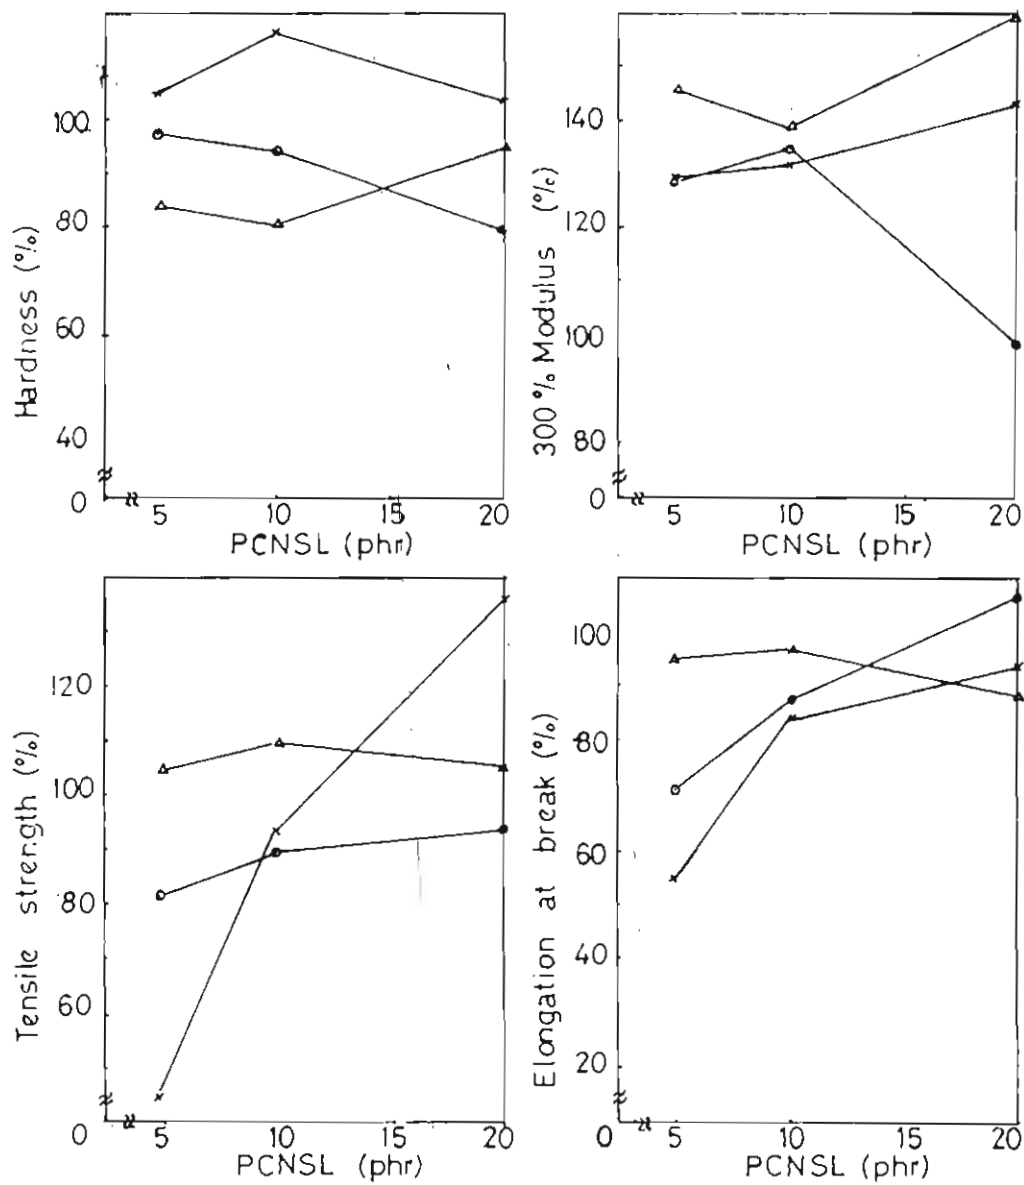 Hardness (%)
100
80
60
40
0
5 10 15 20
PCNSL (phr)
300 % Modulus (%)
140
120
100
80
0
5 10 15 20
PCNSL (phr)
Tensile strength (%)
120
100
80
60
0
5 10 15 20
PCNSL (phr)
Elongation at break (%)
100
80
60
40
20
0
5 10 15 20
PCNSL (phr)